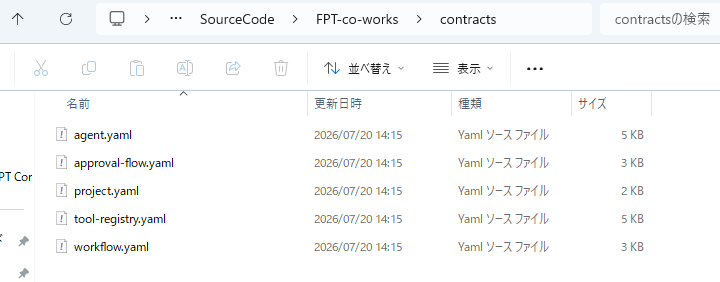 … SourceCode > FPT-co-works > contracts contractsの検索
並べ替え 表示 …
名前 更新日時 種類 サイズ
agent.yaml 2026/07/20 14:15 Yaml ソース ファイル 5 KB
approval-flow.yaml 2026/07/20 14:15 Yaml ソース ファイル 3 KB
project.yaml 2026/07/20 14:15 Yaml ソース ファイル 2 KB
tool-registry.yaml 2026/07/20 14:15 Yaml ソース ファイル 5 KB
workflow.yaml 2026/07/20 14:15 Yaml ソース ファイル 3 KB
PT Cor